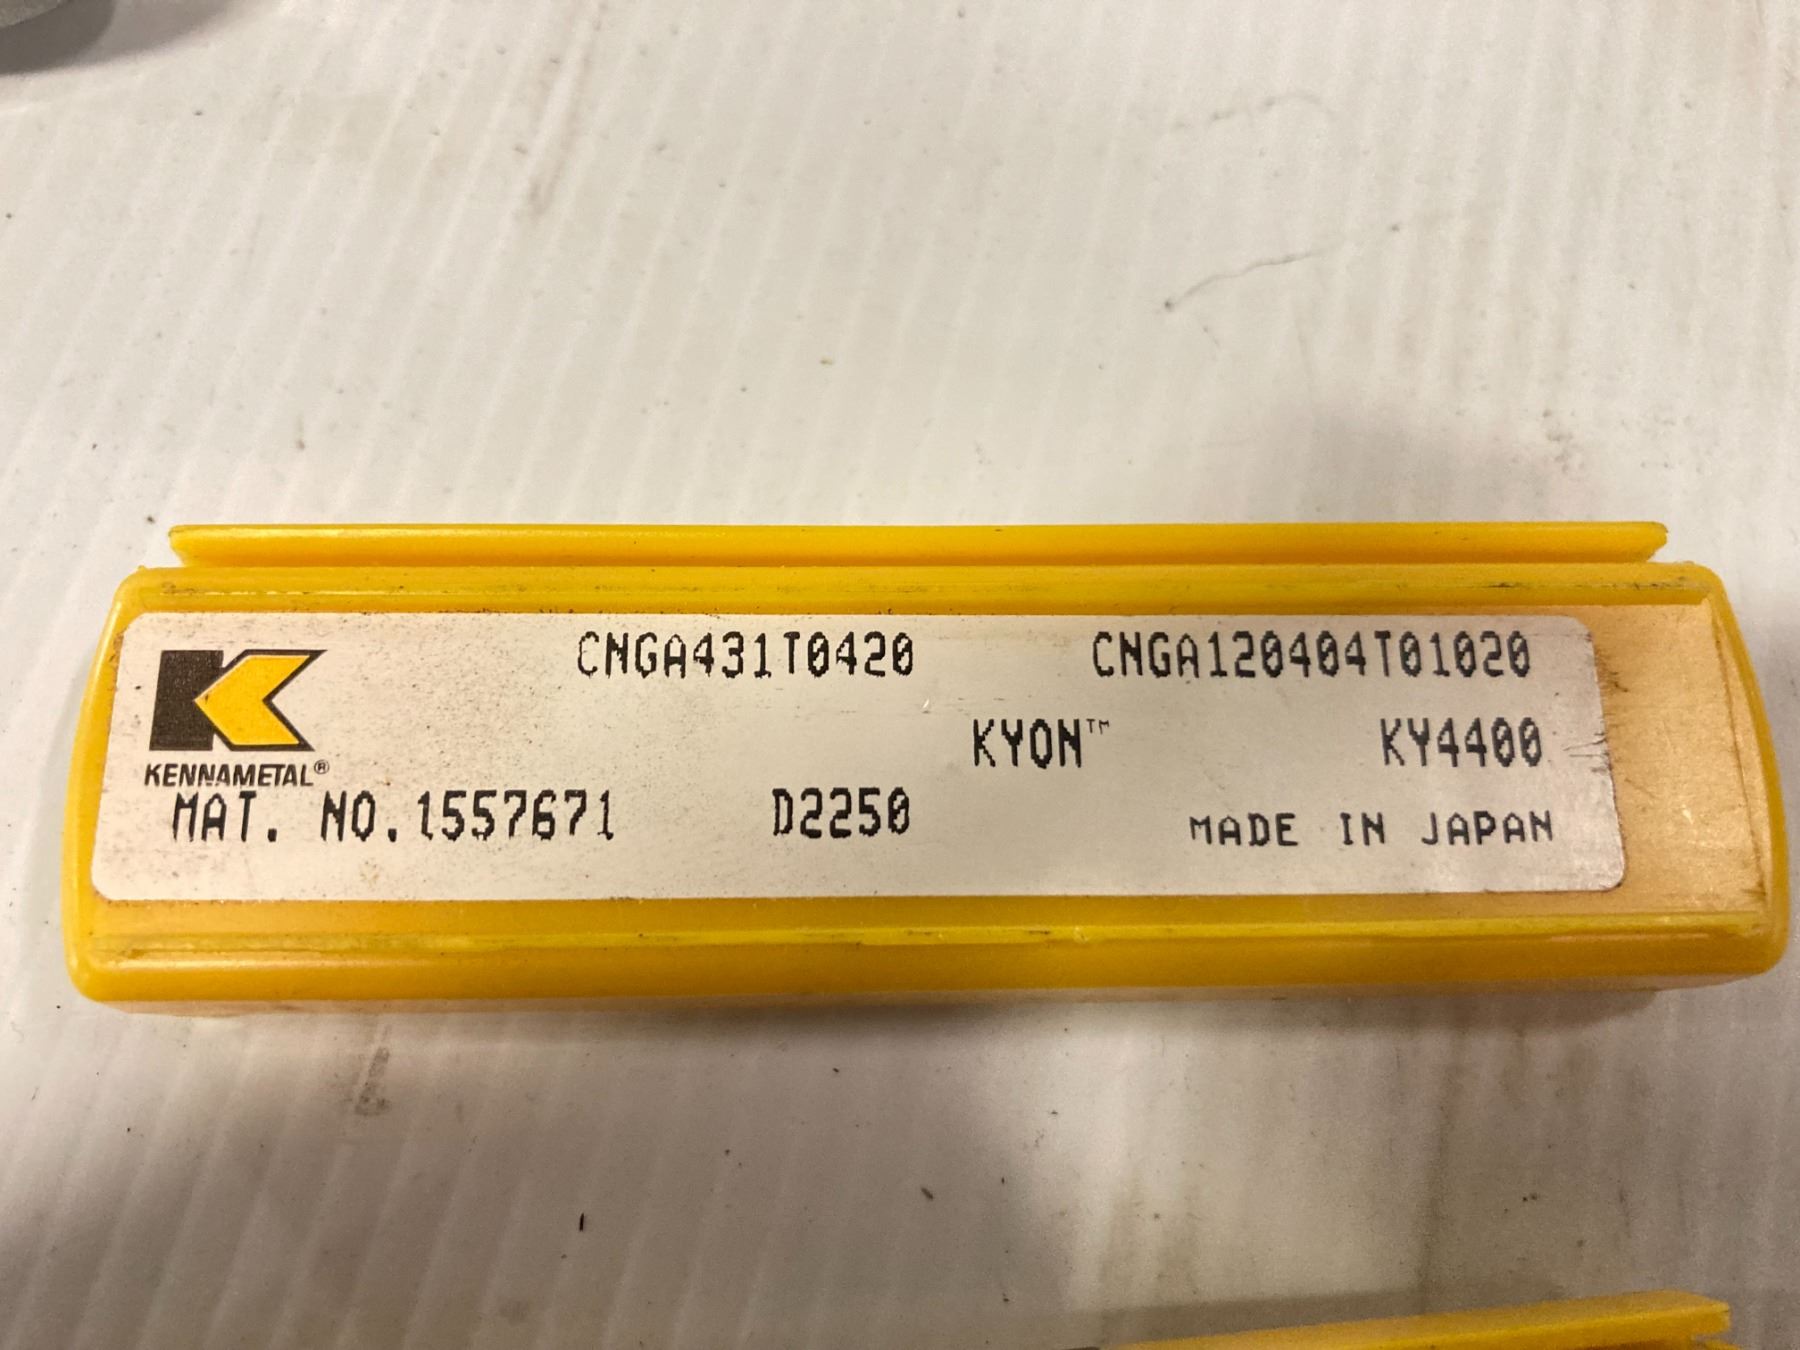 CNGA431T0420 CNGA120404T01020
KYON™ KY4400
KENNAMETAL®
MAT. NO.1557671 D2250 MADE IN JAPAN